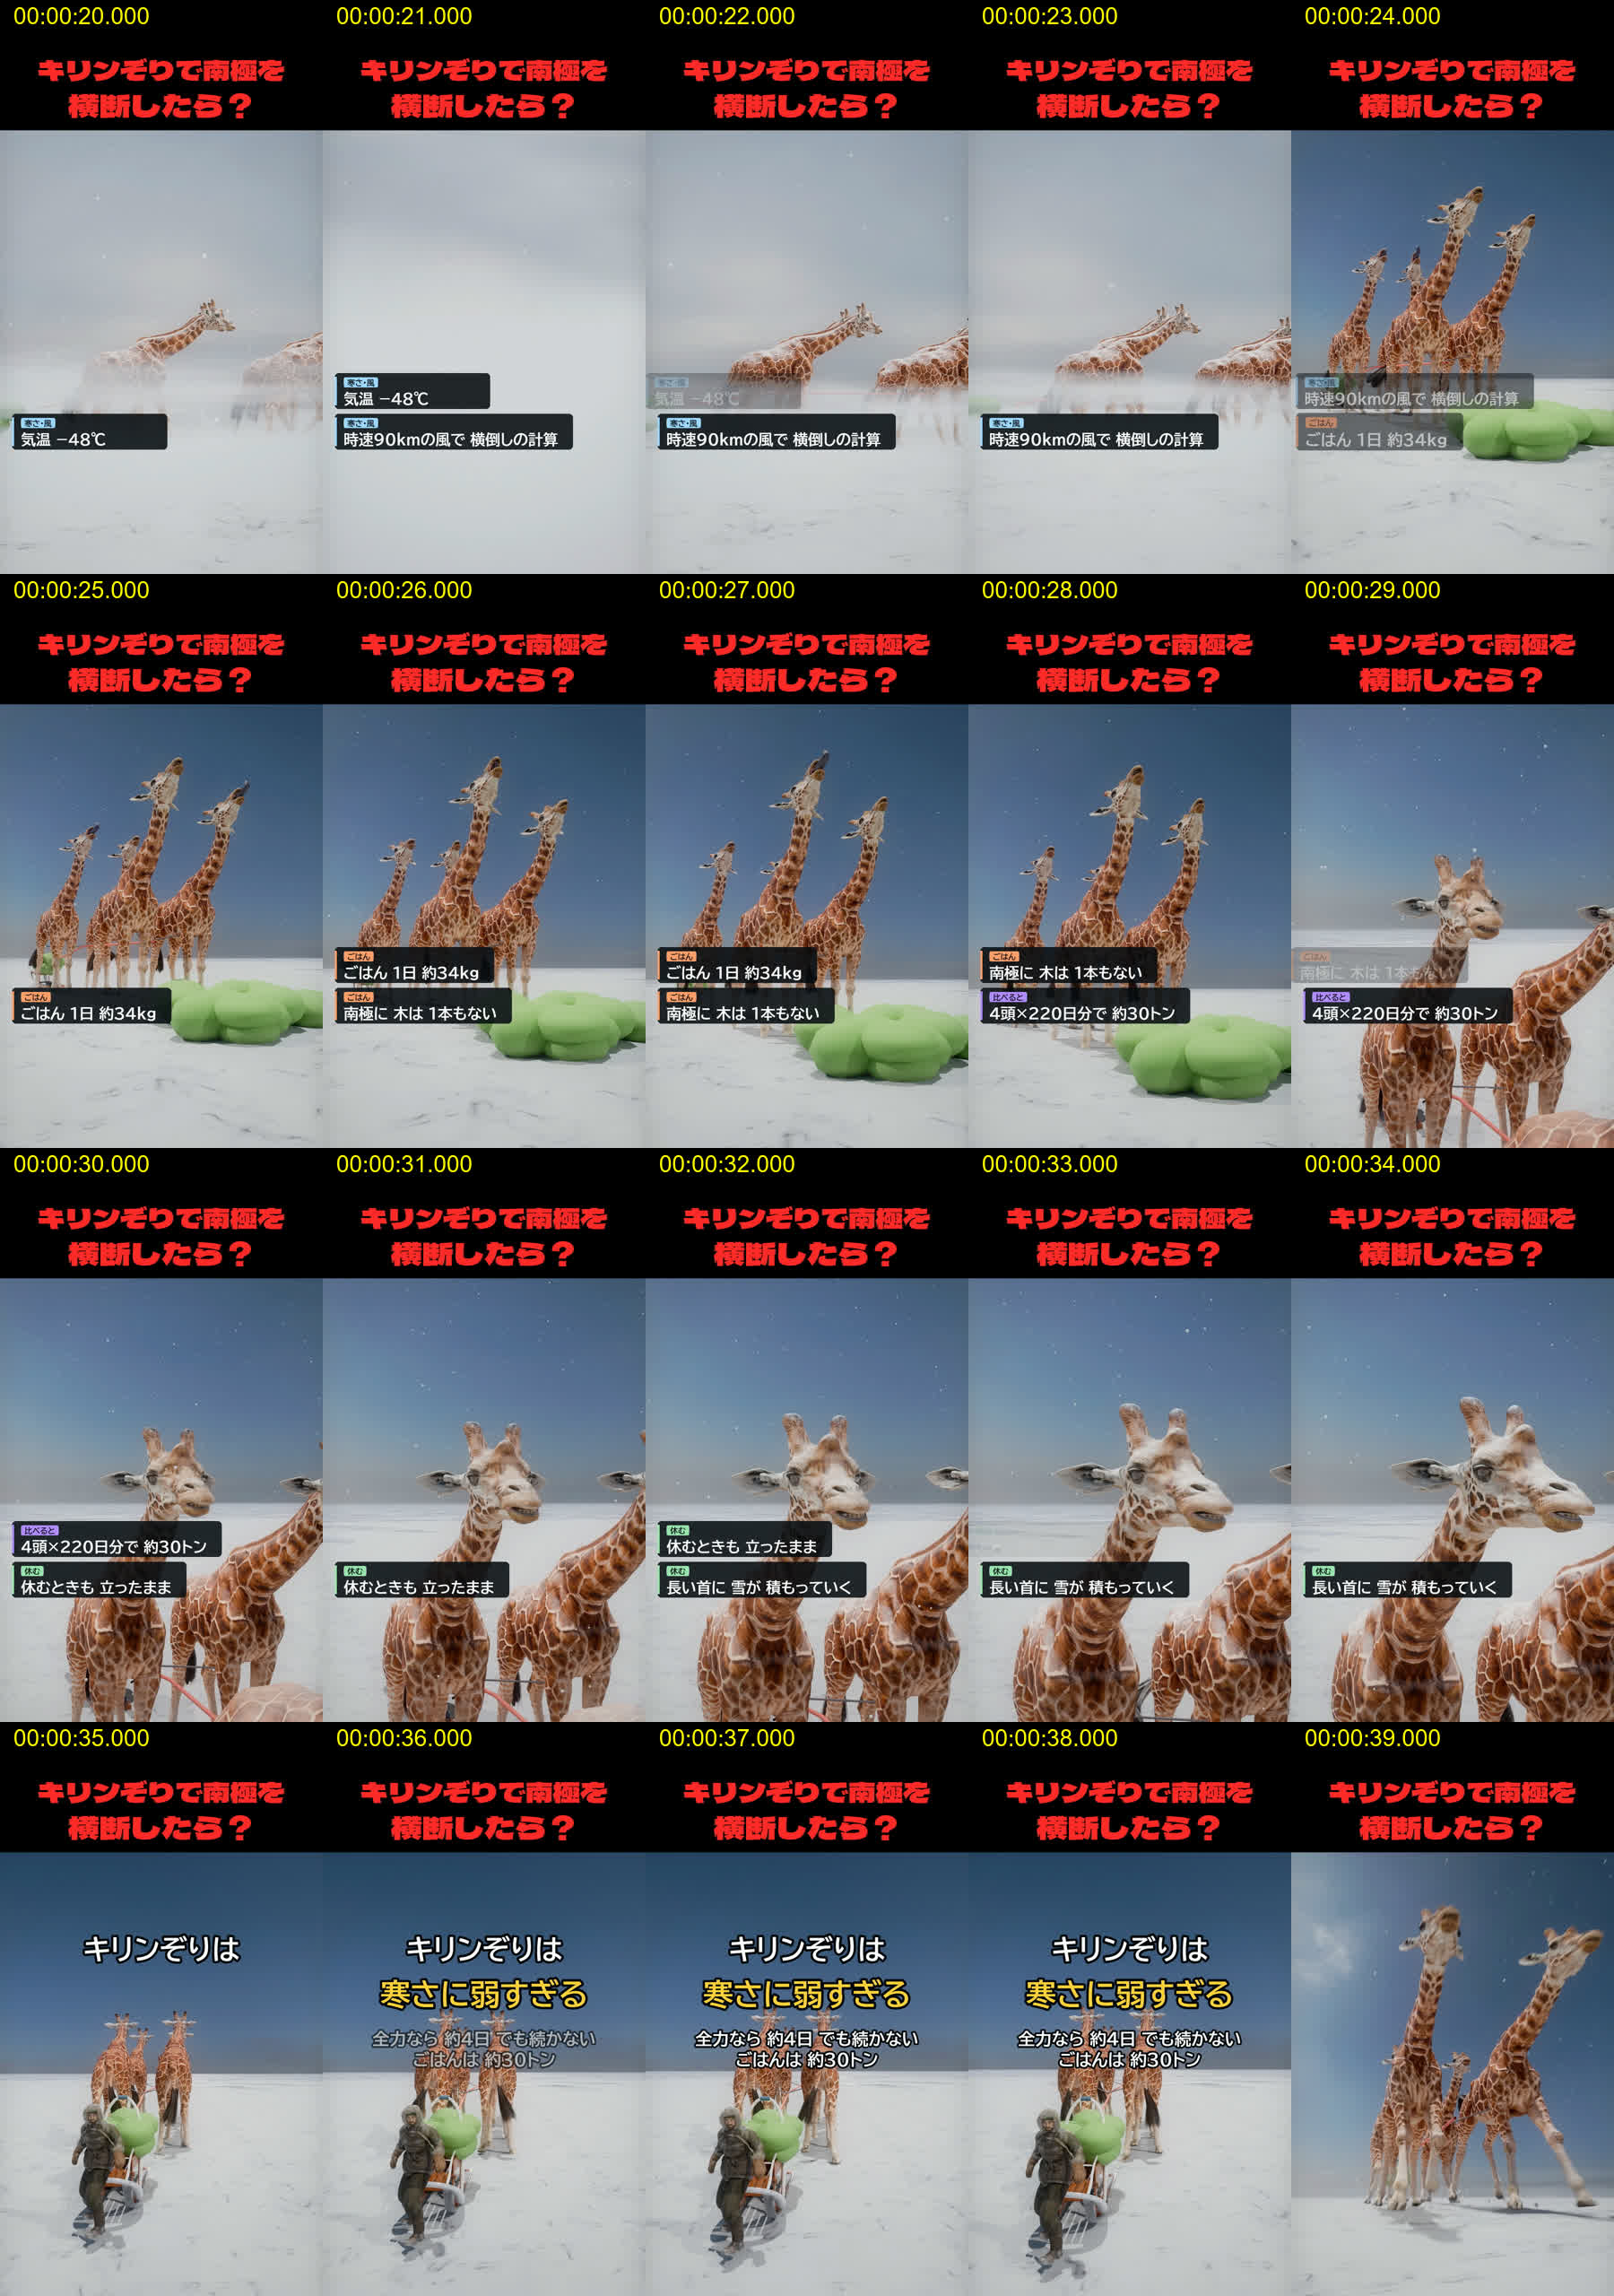 00:00:20.000
キリンぞりで南極を
横断したら？
寒さ・風
気温 −48℃
00:00:21.000
キリンぞりで南極を
横断したら？
寒さ・風
気温 −48℃
寒さ・風
時速90kmの風で 横倒しの計算
00:00:22.000
キリンぞりで南極を
横断したら？
寒さ・風
気温 −48℃
寒さ・風
時速90kmの風で 横倒しの計算
00:00:23.000
キリンぞりで南極を
横断したら？
寒さ・風
時速90kmの風で 横倒しの計算
00:00:24.000
キリンぞりで南極を
横断したら？
寒さ・風
時速90kmの風で 横倒しの計算
ごはん
ごはん 1日 約34kg
00:00:25.000
キリンぞりで南極を
横断したら？
ごはん
ごはん 1日 約34kg
00:00:26.000
キリンぞりで南極を
横断したら？
ごはん
ごはん 1日 約34kg
ごはん
南極に 木は 1本もない
00:00:27.000
キリンぞりで南極を
横断したら？
ごはん
ごはん 1日 約34kg
ごはん
南極に 木は 1本もない
00:00:28.000
キリンぞりで南極を
横断したら？
ごはん
南極に 木は 1本もない
比べると
4頭×220日分で 約30トン
00:00:29.000
キリンぞりで南極を
横断したら？
ごはん
南極に 木は 1本もない
比べると
4頭×220日分で 約30トン
00:00:30.000
キリンぞりで南極を
横断したら？
比べると
4頭×220日分で 約30トン
休む
休むときも 立ったまま
00:00:31.000
キリンぞりで南極を
横断したら？
休む
休むときも 立ったまま
00:00:32.000
キリンぞりで南極を
横断したら？
休む
休むときも 立ったまま
休む
長い首に 雪が 積もっていく
00:00:33.000
キリンぞりで南極を
横断したら？
休む
長い首に 雪が 積もっていく
00:00:34.000
キリンぞりで南極を
横断したら？
休む
長い首に 雪が 積もっていく
00:00:35.000
キリンぞりで南極を
横断したら？
キリンぞりは
00:00:36.000
キリンぞりで南極を
横断したら？
キリンぞりは
寒さに弱すぎる
全力なら 約4日 でも続かない
ごはんは 約30トン
00:00:37.000
キリンぞりで南極を
横断したら？
キリンぞりは
寒さに弱すぎる
全力なら 約4日 でも続かない
ごはんは 約30トン
00:00:38.000
キリンぞりで南極を
横断したら？
キリンぞりは
寒さに弱すぎる
全力なら 約4日 でも続かない
ごはんは 約30トン
00:00:39.000
キリンぞりで南極を
横断したら？